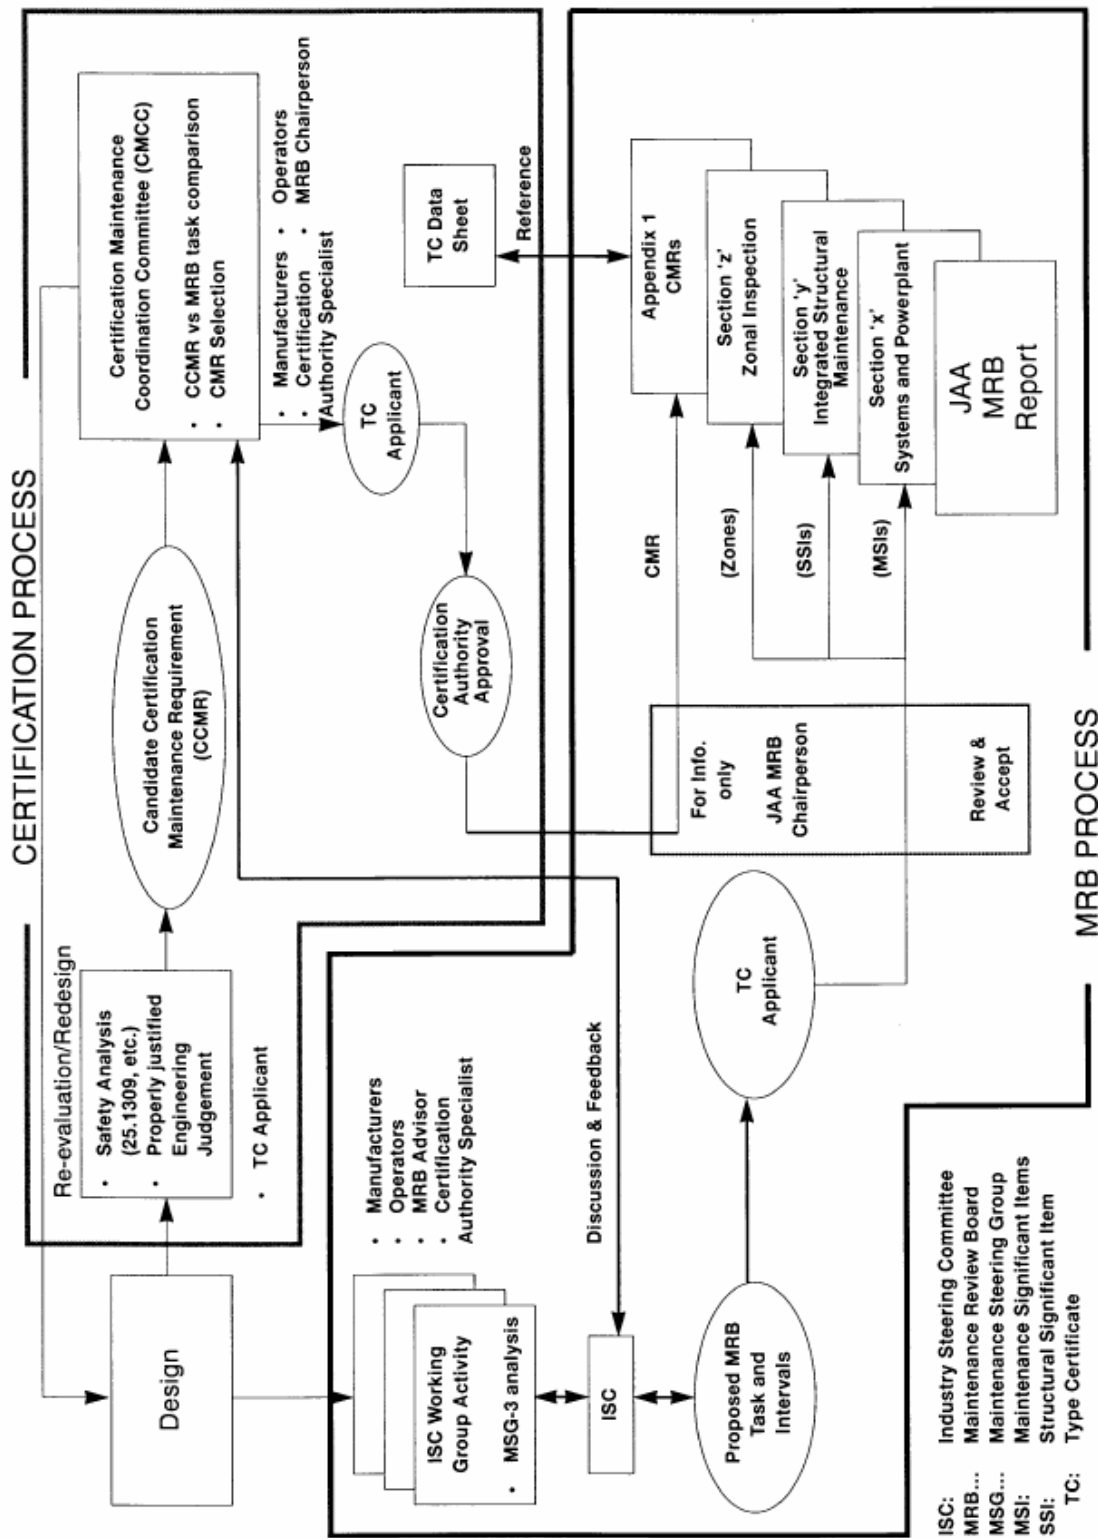 CERTIFICATION PROCESS
Re-evaluation/Redesign
Design
• Safety Analysis
(25.1309, etc.)
• Properly justified
Engineering
Judgement
• TC Applicant
Candidate Certification
Maintenance Requirement
(CCMR)
Certification Maintenance
Coordination Committee (CMCC)
• CCMR vs MRB task comparison
• CMR Selection
• Manufacturers • Operators
• Certification • MRB Chairperson
Authority Specialist
TC
Applicant
Certification
Authority
Approval
TC Data
Sheet
Reference
ISC Working
Group Activity
• MSG-3 analysis
• Manufacturers
• Operators
• MRB Advisor
• Certification
Authority Specialist
ISC
Discussion & Feedback
Proposed MRB
Task and
Intervals
TC
Applicant
For Info.
only
JAA MRB
Chairperson
Review &
Accept
CMR
(Zones)
(SSIs)
(MSIs)
Appendix 1
CMRs
Section 'z'
Zonal Inspection
Section 'y'
Integrated Structural
Maintenance
Section 'x'
Systems and Powerplant
JAA
MRB
Report
MRB PROCESS
ISC: Industry Steering Committee
MRB... Maintenance Review Board
MSG... Maintenance Steering Group
MSI: Maintenance Significant Items
SSI: Structural Significant Item
TC: Type Certificate